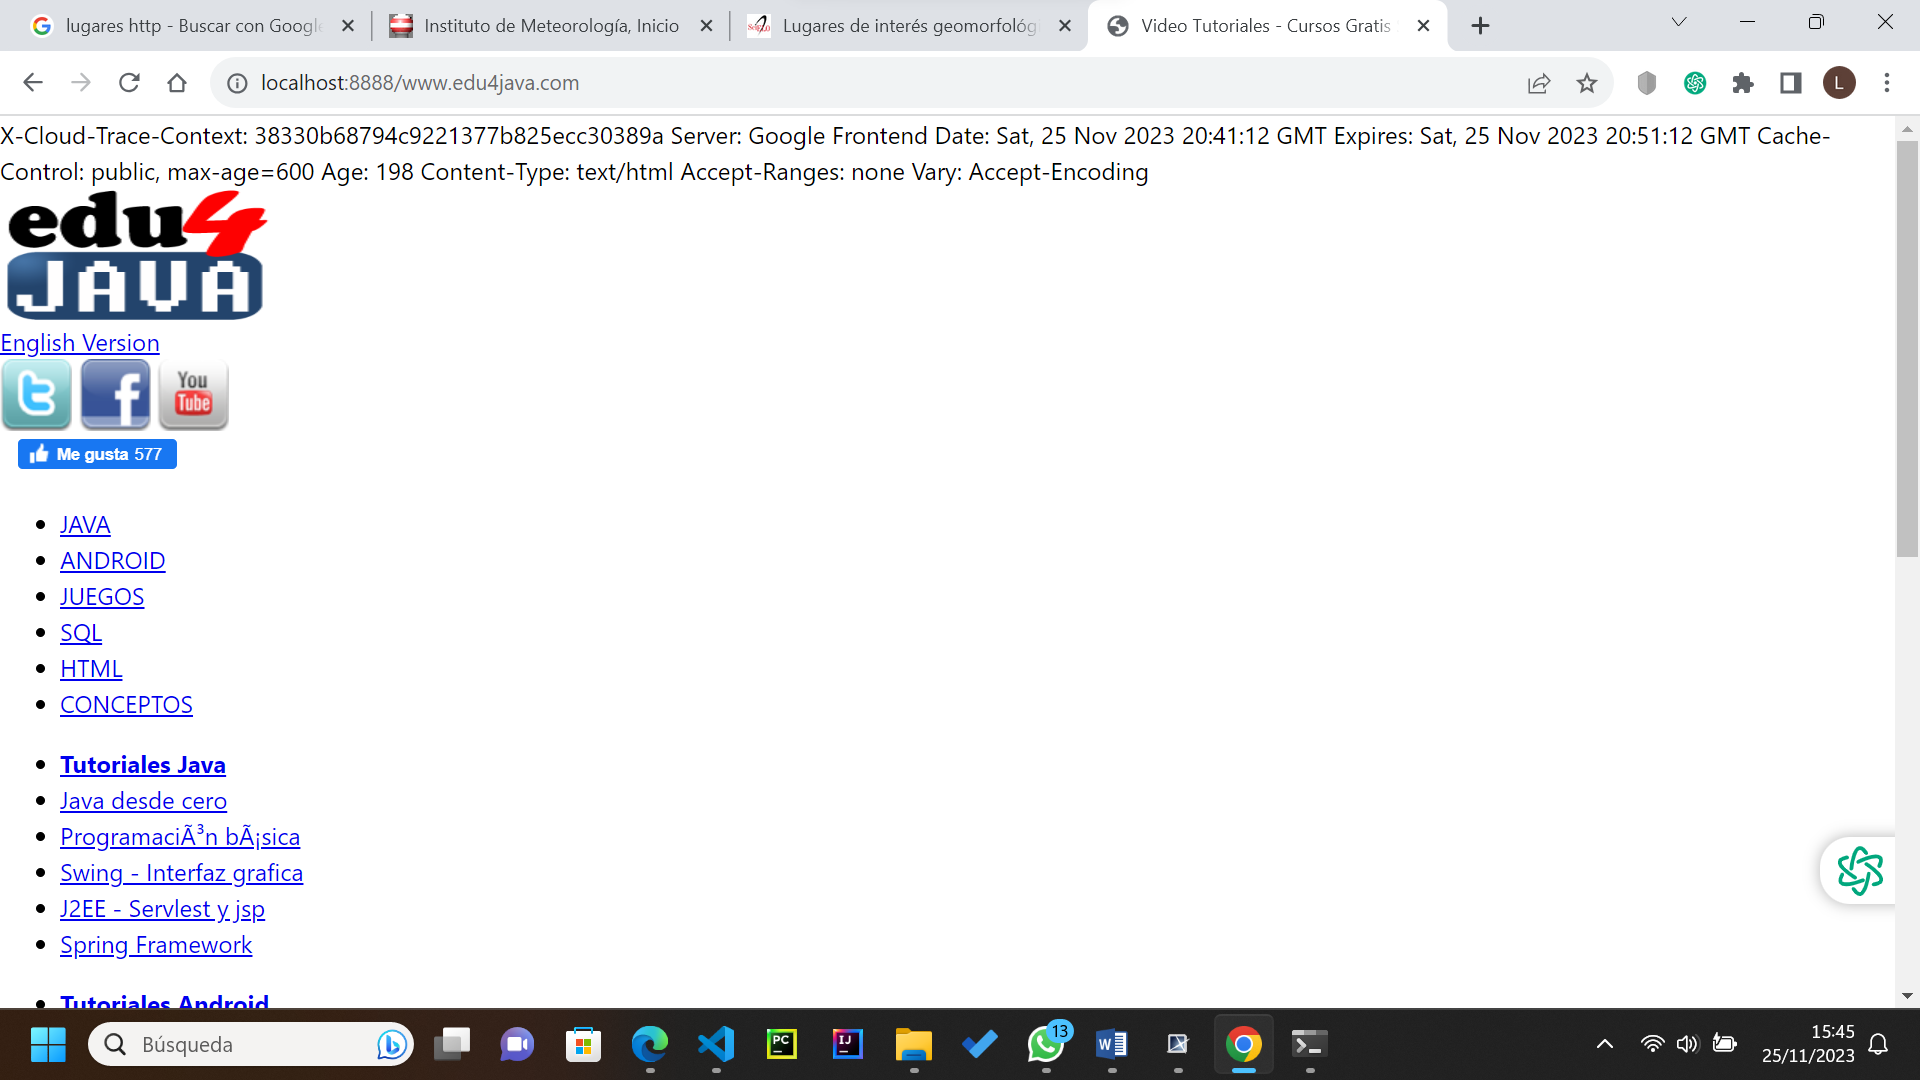 lugares http - Buscar con Google
Instituto de Meteorología, Inicio
Lugares de interés geomorfológi
Video Tutoriales - Cursos Gratis
localhost:8888/www.edu4java.com
L
X-Cloud-Trace-Context: 38330b68794c9221377b825ecc30389a Server: Google Frontend Date: Sat, 25 Nov 2023 20:41:12 GMT Expires: Sat, 25 Nov 2023 20:51:12 GMT Cache-
Control: public, max-age=600 Age: 198 Content-Type: text/html Accept-Ranges: none Vary: Accept-Encoding
edu4
JAVA
English Version
You
Tube
Me gusta 577
JAVA
ANDROID
JUEGOS
SQL
HTML
CONCEPTOS
Tutoriales Java
Java desde cero
ProgramaciÃ³n bÃ¡sica
Swing - Interfaz grafica
J2EE - Servlest y jsp
Spring Framework
Tutoriales Android
Búsqueda
PC
IJ
13
W
15:45
25/11/2023